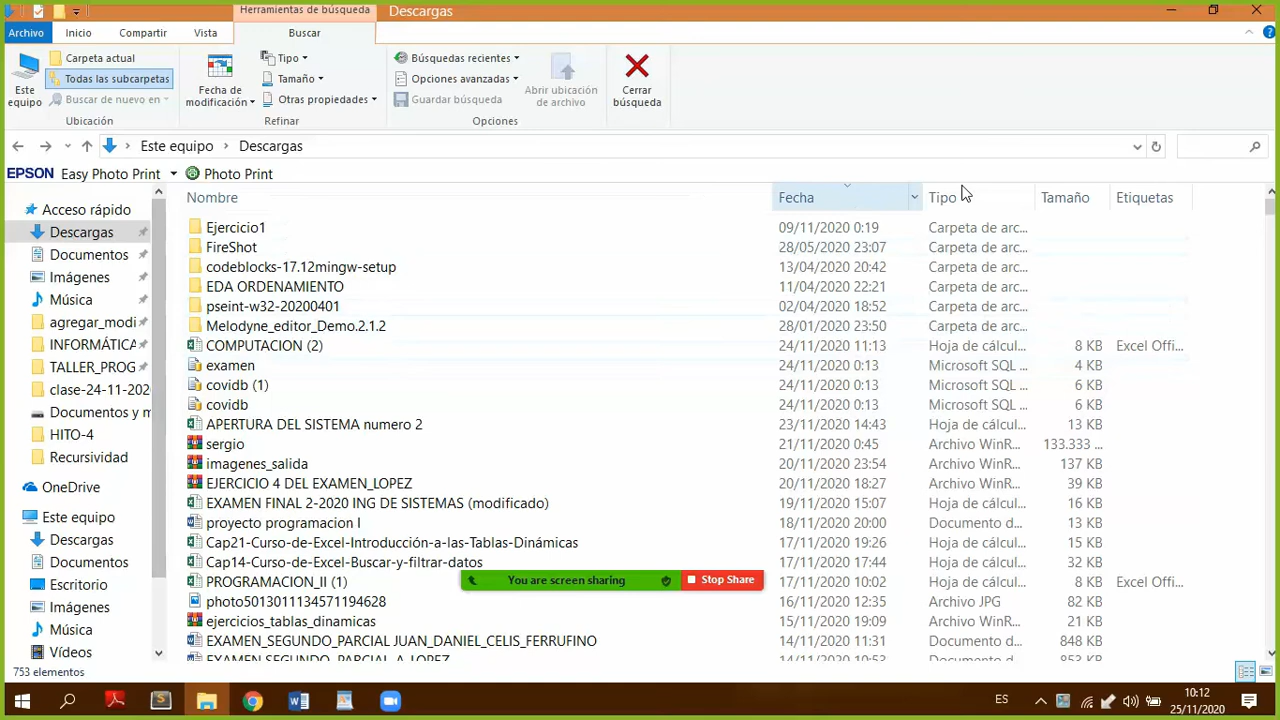 Herramientas de búsqueda
Descargas
Archivo
Inicio
Compartir
Vista
Buscar
Este equipo
Carpeta actual
Todas las subcarpetas
Buscar de nuevo en
Ubicación
Fecha de modificación
Tipo
Tamaño
Otras propiedades
Refinar
Búsquedas recientes
Opciones avanzadas
Guardar búsqueda
Abrir ubicación de archivo
Opciones
Cerrar búsqueda
Este equipo > Descargas
EPSON Easy Photo Print
Photo Print
Nombre Fecha Tipo Tamaño Etiquetas
Acceso rápido
Descargas
Documentos
Imágenes
Música
agregar_modi
INFORMÁTICA
TALLER_PROG
clase-24-11-202
Documentos y m
HITO-4
Recursividad
OneDrive
Este equipo
Descargas
Documentos
Escritorio
Imágenes
Música
Vídeos
Ejercicio1 09/11/2020 0:19 Carpeta de arc...
FireShot 28/05/2020 23:07 Carpeta de arc...
codeblocks-17.12mingw-setup 13/04/2020 20:42 Carpeta de arc...
EDA ORDENAMIENTO 11/04/2020 22:21 Carpeta de arc...
pseint-w32-20200401 02/04/2020 18:52 Carpeta de arc...
Melodyne_editor_Demo.2.1.2 28/01/2020 23:50 Carpeta de arc...
COMPUTACION (2) 24/11/2020 11:13 Hoja de cálcul... 8 KB Excel Offi...
examen 24/11/2020 0:13 Microsoft SQL ... 4 KB
covidb (1) 24/11/2020 0:13 Microsoft SQL ... 6 KB
covidb 24/11/2020 0:13 Microsoft SQL ... 6 KB
APERTURA DEL SISTEMA numero 2 23/11/2020 14:43 Hoja de cálcul... 13 KB
sergio 21/11/2020 0:45 Archivo WinR... 133.333 ...
imagenes_salida 20/11/2020 23:54 Archivo WinR... 137 KB
EJERCICIO 4 DEL EXAMEN_LOPEZ 20/11/2020 18:27 Archivo WinR... 39 KB
EXAMEN FINAL 2-2020 ING DE SISTEMAS (modificado) 19/11/2020 15:07 Hoja de cálcul... 16 KB
proyecto programacion I 18/11/2020 20:00 Documento d... 13 KB
Cap21-Curso-de-Excel-Introducción-a-las-Tablas-Dinámicas 17/11/2020 19:26 Hoja de cálcul... 15 KB
Cap14-Curso-de-Excel-Buscar-y-filtrar-datos 17/11/2020 17:44 Hoja de cálcul... 32 KB
PROGRAMACION_II (1) 17/11/2020 10:02 Hoja de cálcul... 8 KB Excel Offi...
You are screen sharing
Stop Share
photo5013011134571194628 16/11/2020 12:35 Archivo JPG 82 KB
ejercicios_tablas_dinamicas 15/11/2020 19:09 Archivo WinR... 21 KB
EXAMEN_SEGUNDO_PARCIAL JUAN_DANIEL_CELIS_FERRUFINO 14/11/2020 11:31 Documento d... 848 KB
EXAMEN SEGUNDO PARCIAL A LOPEZ 14/11/2020 10:53 Documento d... 853 KB
753 elementos
ES
10:12
25/11/2020